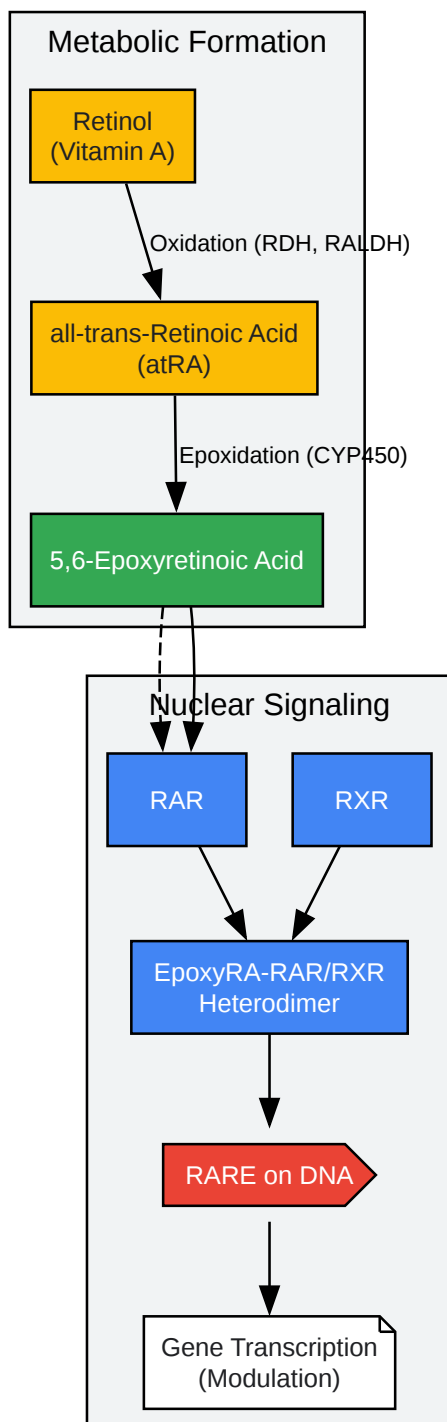 Metabolic Formation
Retinol
(Vitamin A)
Oxidation (RDH, RALDH)
all-trans-Retinoic Acid
(atRA)
Epoxidation (CYP450)
5,6-Epoxyretinoic Acid
Nuclear Signaling
RAR
RXR
EpoxyRA-RAR/RXR
Heterodimer
RARE on DNA
Gene Transcription
(Modulation)